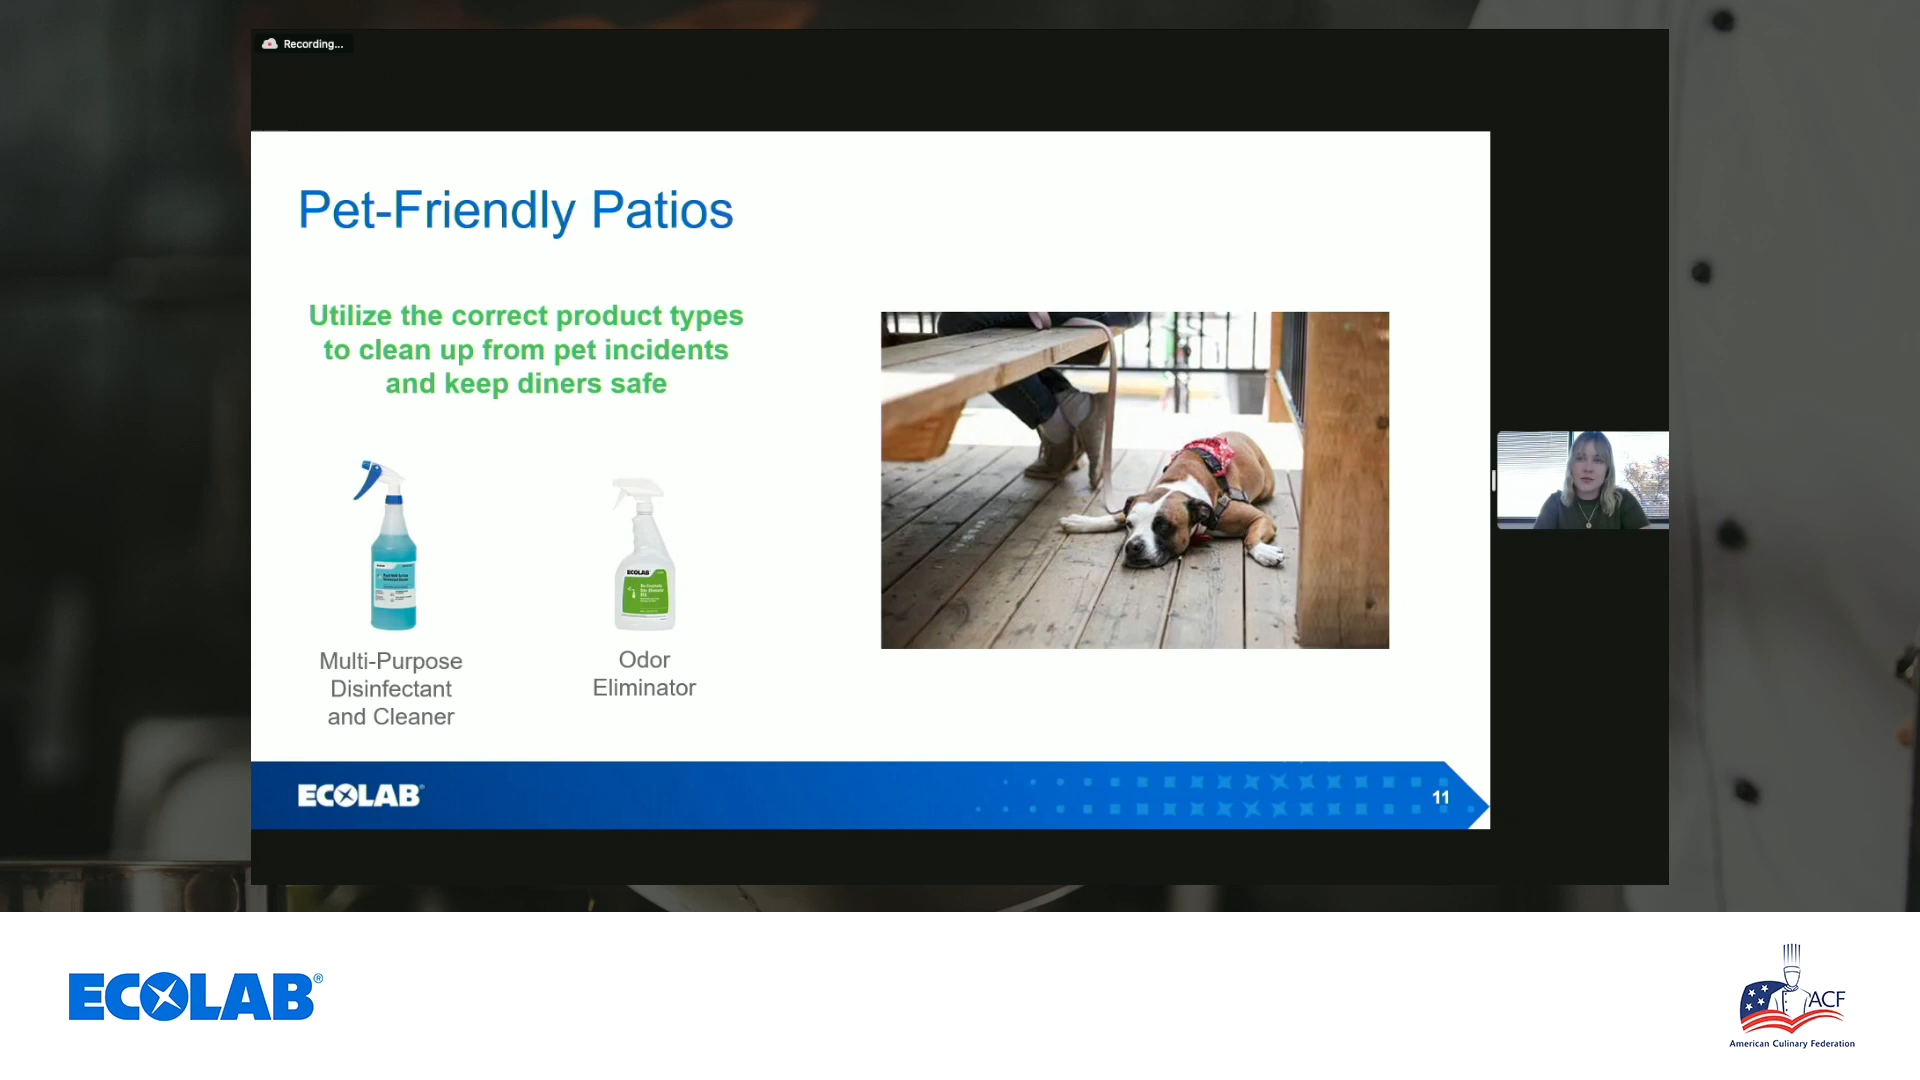 Recording...
Pet-Friendly Patios
Utilize the correct product types
to clean up from pet incidents
and keep diners safe
ECOLAB
Multi-Purpose
Disinfectant
and Cleaner
Odor
Eliminator
ECOLAB®
11
ECOLAB®
ACF
American Culinary Federation